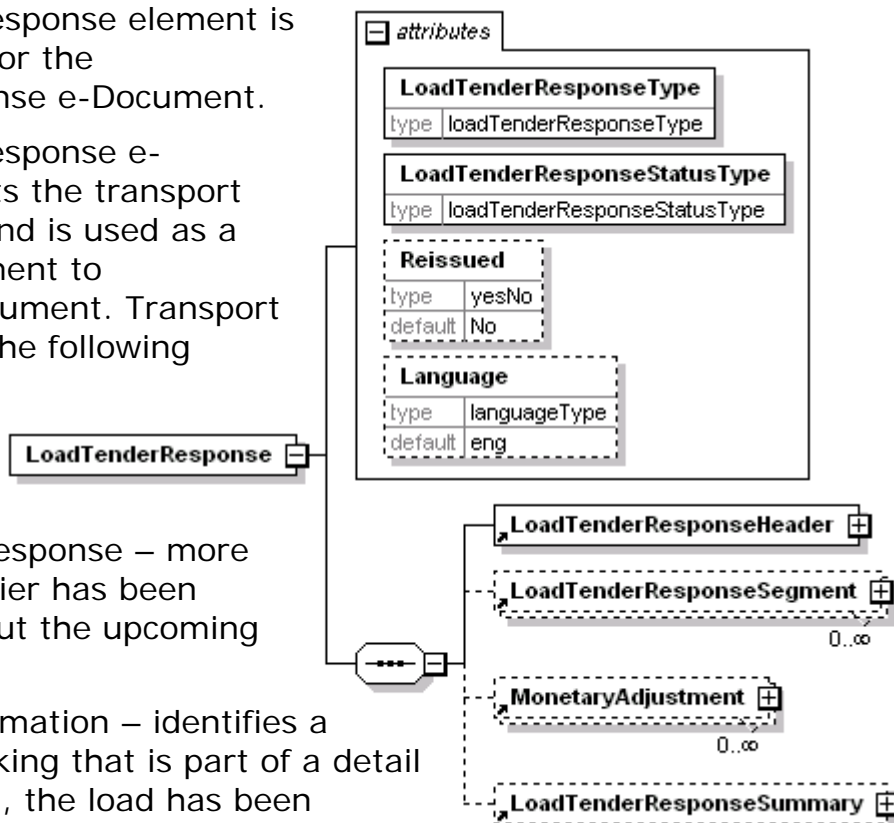 esponse element is
or the
nse e-Document.
esponse e-
ts the transport
nd is used as a
nent to
ument. Transport
he following
esponse – more
ier has been
ut the upcoming
rmation – identifies a
king that is part of a detail
, the load has been
attributes
LoadTenderResponseType
type loadTenderResponseType
LoadTenderResponseStatusType
type loadTenderResponseStatusType
Reissued
type yesNo
default No
Language
type languageType
default eng
LoadTenderResponse
LoadTenderResponseHeader
LoadTenderResponseSegment
0..∞
MonetaryAdjustment
0..∞
LoadTenderResponseSummary